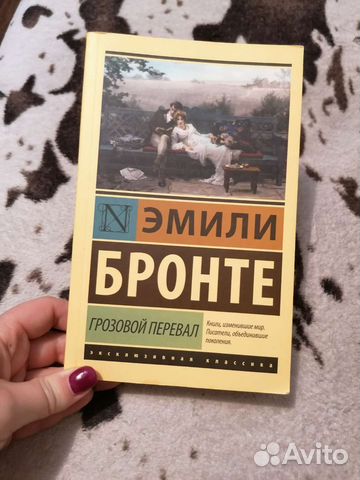 N
ЭМИЛИ
БРОНТЕ
ГРОЗОВОЙ ПЕРЕВАЛ
Книги, изменившие мир.
Писатели, объединившие
поколения.
ЭКСКЛЮЗИВНАЯ КЛАССИКА
Avito